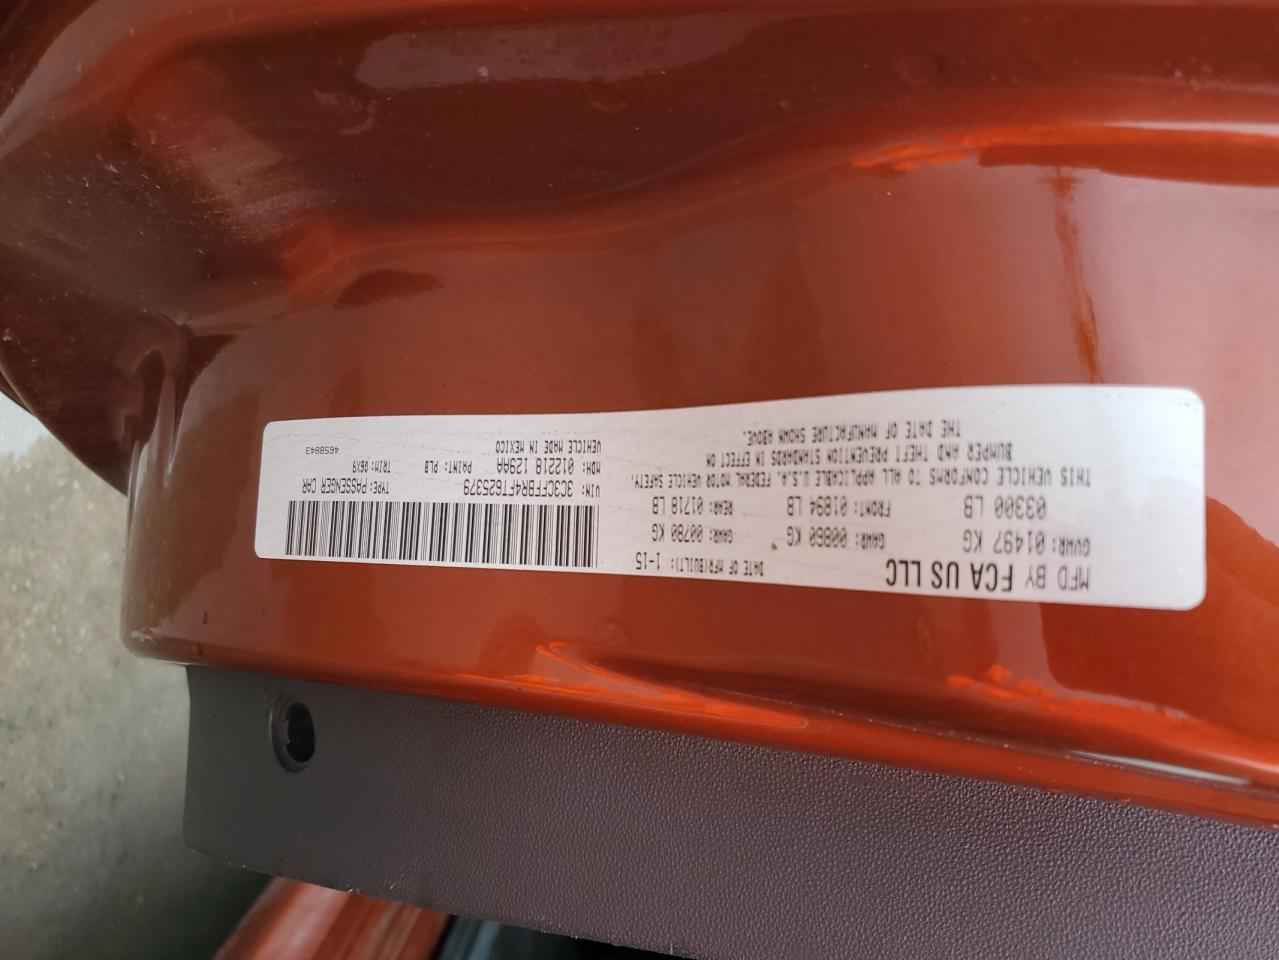 MFD BY FCA US LLC
DATE OF MFR(BUILT): 1-15
GVWR: 01497 KG
GAWR: 00860 KG
GAWR: 00780 KG
03300 LB
FRONT: 01894 LB
REAR: 01718 LB
THIS VEHICLE CONFORMS TO ALL APPLICABLE U.S.A. FEDERAL MOTOR VEHICLE SAFETY,
BUMPER AND THEFT PREVENTION STANDARDS IN EFFECT ON
THE DATE OF MANUFACTURE SHOWN ABOVE.
VIN: 3C3CFFBR4FT625379
TYPE: PASSENGER CAR
MDH: 012218 129AA
PAINT: PLB
TRIM: Q6X9
VEHICLE MADE IN MEXICO
4658843